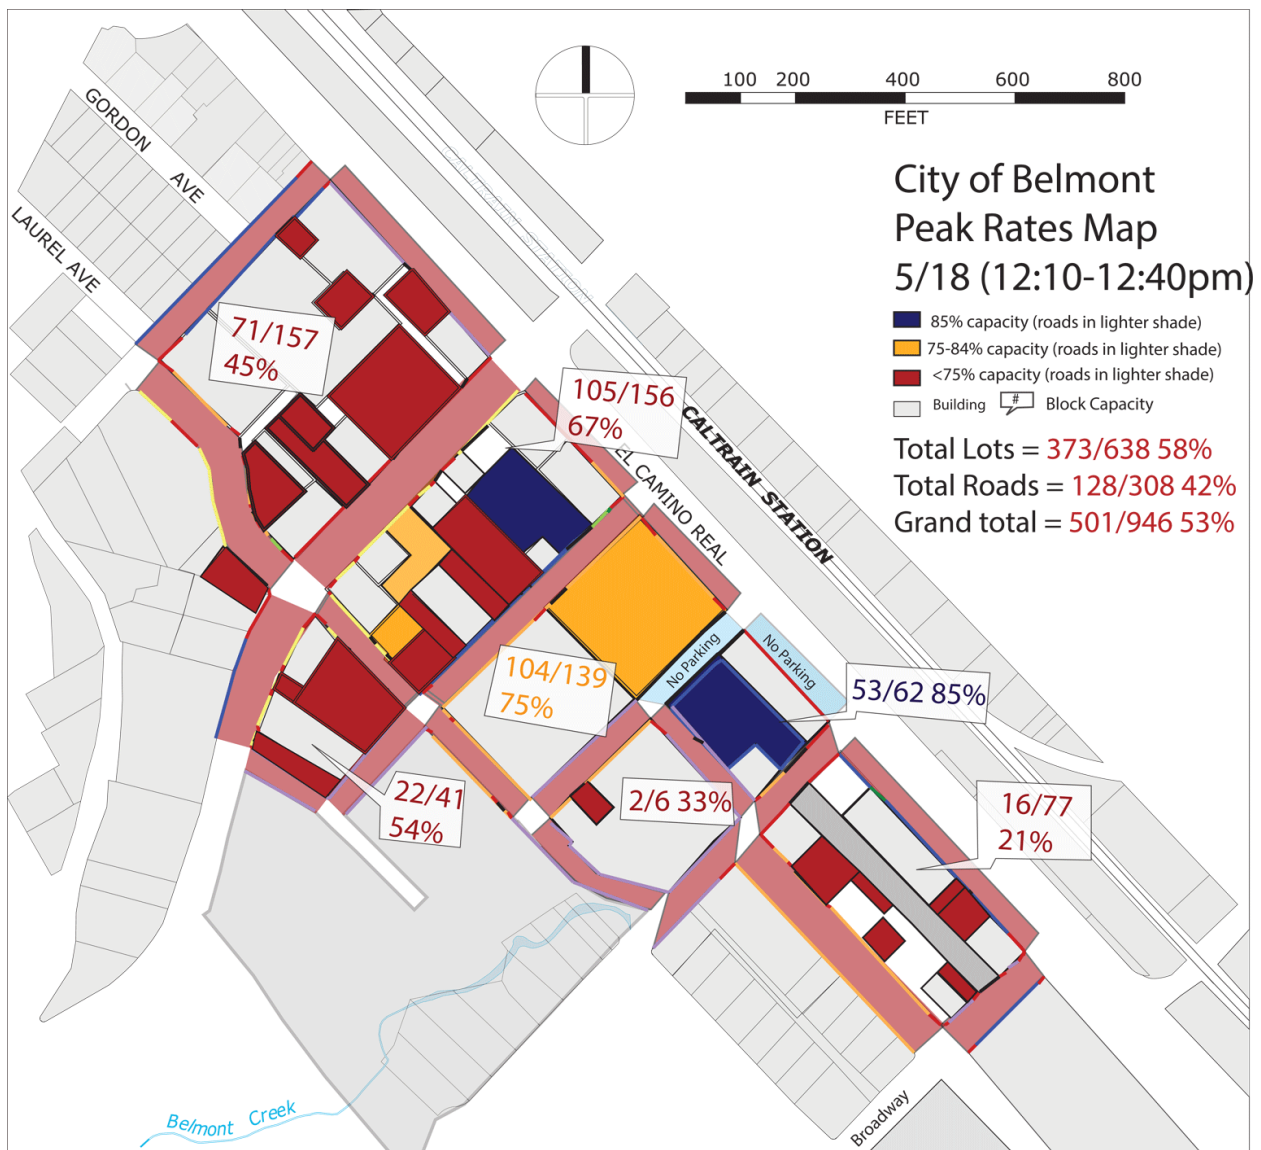 GORDON AVE
LAUREL AVE
100 200 400 600 800
FEET
City of Belmont
Peak Rates Map
5/18 (12:10-12:40pm)
85% capacity (roads in lighter shade)
75-84% capacity (roads in lighter shade)
<75% capacity (roads in lighter shade)
Building # Block Capacity
Total Lots = 373/638 58%
Total Roads = 128/308 42%
Grand total = 501/946 53%
71/157
45%
105/156
67%
CALTRAIN STATION
EL CAMINO REAL
No Parking
No Parking
104/139
75%
53/62 85%
22/41
54%
2/6 33%
16/77
21%
Belmont Creek
Broadway